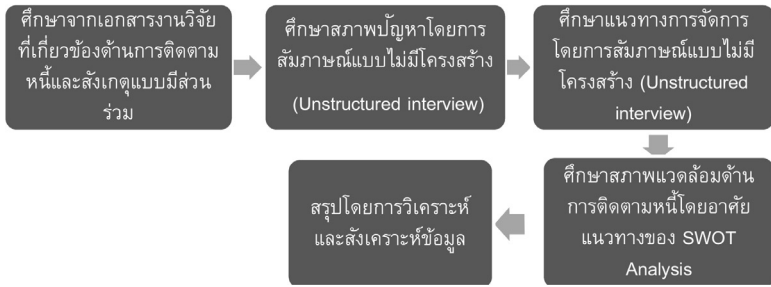 ศึกษาจากเอกสารงานวิจัย
ที่เกี่ยวข้องด้านการติดตาม
หนี้และสังเกตุแบบมีส่วน
ร่วม
ศึกษาสภาพปัญหาโดยการ
สัมภาษณ์แบบไม่มีโครงสร้าง
(Unstructured interview)
ศึกษาแนวทางการจัดการ
โดยการสัมภาษณ์แบบไม่มี
โครงสร้าง (Unstructured
interview)
ศึกษาสภาพแวดล้อมด้าน
การติดตามหนี้โดยอาศัย
แนวทางของ SWOT
Analysis
สรุปโดยการวิเคราะห์
และสังเคราะห์ข้อมูล